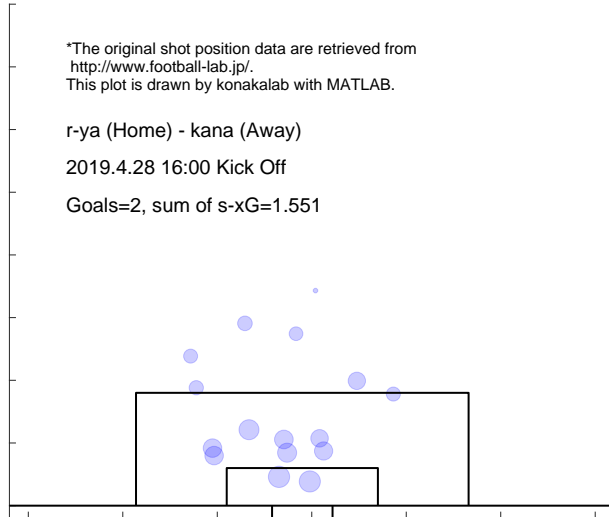 *The original shot position data are retrieved from
http://www.football-lab.jp/.
This plot is drawn by konakalab with MATLAB.
r-ya (Home) - kana (Away)
2019.4.28 16:00 Kick Off
Goals=2, sum of s-xG=1.551